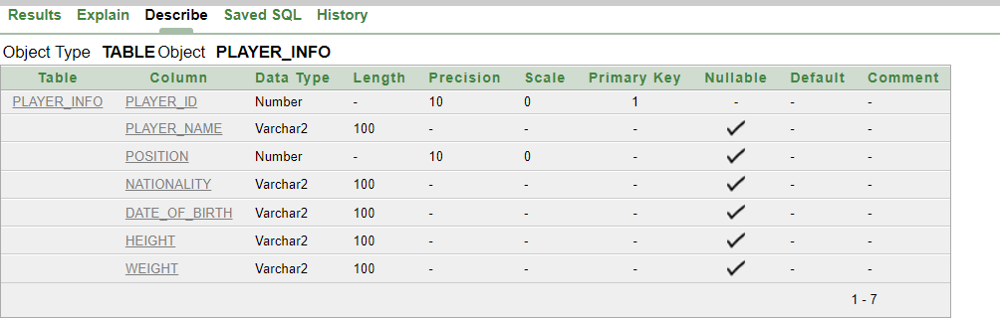 Results Explain Describe Saved SQL History
Object Type TABLE Object PLAYER_INFO
Table Column Data Type Length Precision Scale Primary Key Nullable Default Comment
PLAYER_INFO PLAYER_ID Number - 10 0 1 - - -
PLAYER_NAME Varchar2 100 - - - ✓ - -
POSITION Number - 10 0 - ✓ - -
NATIONALITY Varchar2 100 - - - ✓ - -
DATE_OF_BIRTH Varchar2 100 - - - ✓ - -
HEIGHT Varchar2 100 - - - ✓ - -
WEIGHT Varchar2 100 - - - ✓ - -
1 - 7